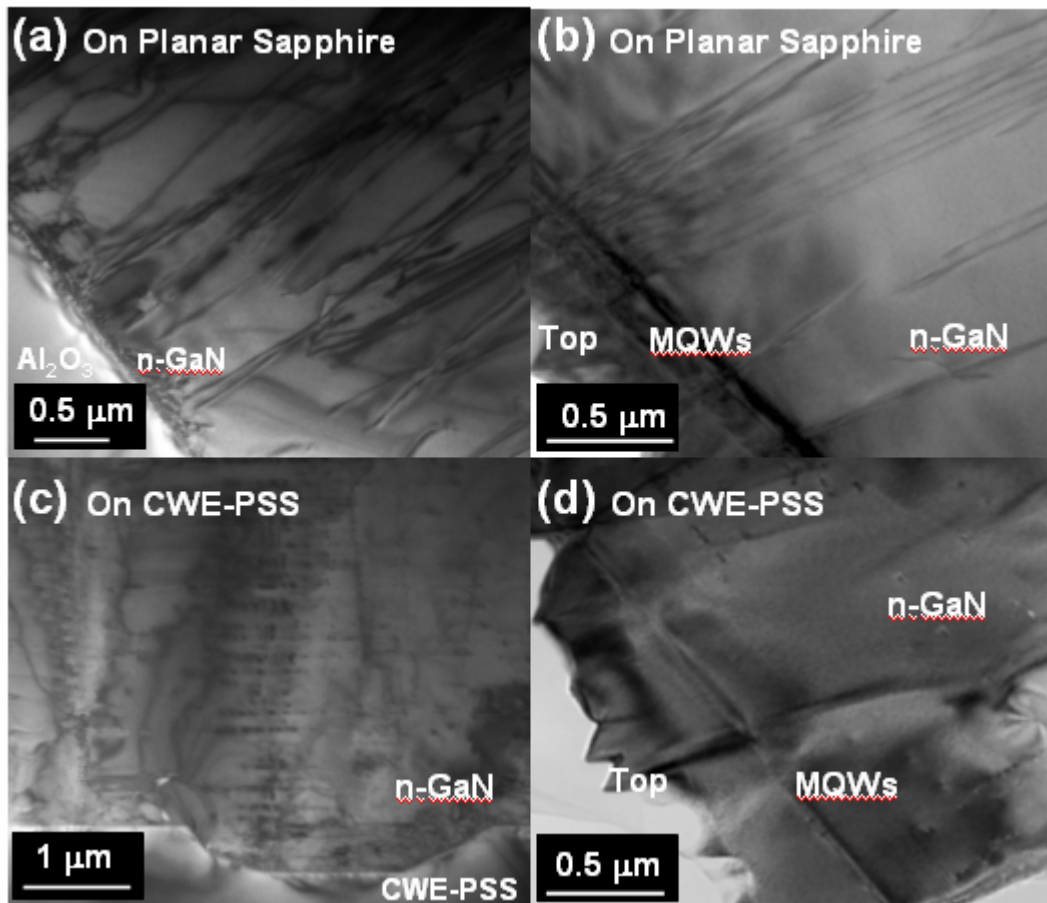 (a) On Planar Sapphire
Al₂O₃
n-GaN
0.5 μm
(b) On Planar Sapphire
Top
MQWs
n-GaN
0.5 μm
(c) On CWE-PSS
n-GaN
1 μm
CWE-PSS
(d) On CWE-PSS
n-GaN
Top
MQWs
0.5 μm